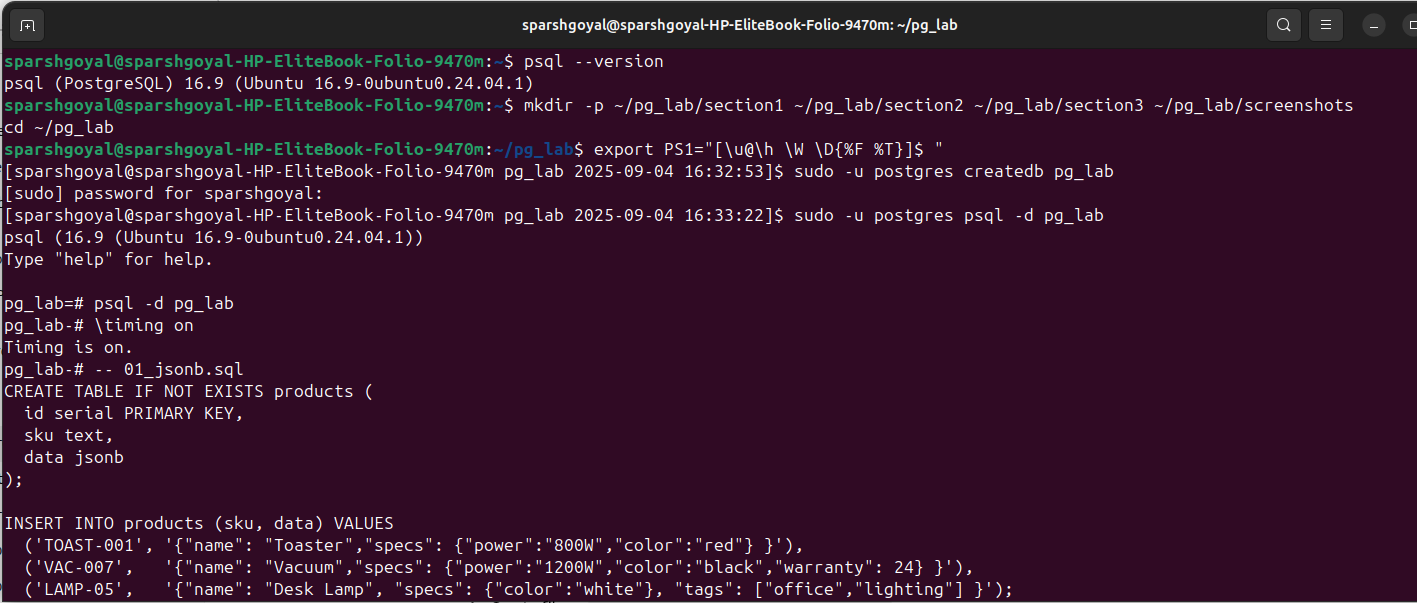 sparshgoyal@sparshgoyal-HP-EliteBook-Folio-9470m: ~/pg_lab
sparshgoyal@sparshgoyal-HP-EliteBook-Folio-9470m:~$ psql --version
psql (PostgreSQL) 16.9 (Ubuntu 16.9-0ubuntu0.24.04.1)
sparshgoyal@sparshgoyal-HP-EliteBook-Folio-9470m:~$ mkdir -p ~/pg_lab/section1 ~/pg_lab/section2 ~/pg_lab/section3 ~/pg_lab/screenshots
cd ~/pg_lab
sparshgoyal@sparshgoyal-HP-EliteBook-Folio-9470m:~/pg_lab$ export PS1="[\u@\h \W \D{%F %T}]$ "
[sparshgoyal@sparshgoyal-HP-EliteBook-Folio-9470m pg_lab 2025-09-04 16:32:53]$ sudo -u postgres createdb pg_lab
[sudo] password for sparshgoyal:
[sparshgoyal@sparshgoyal-HP-EliteBook-Folio-9470m pg_lab 2025-09-04 16:33:22]$ sudo -u postgres psql -d pg_lab
psql (16.9 (Ubuntu 16.9-0ubuntu0.24.04.1))
Type "help" for help.

pg_lab=# psql -d pg_lab
pg_lab-# \timing on
Timing is on.
pg_lab-# -- 01_jsonb.sql
CREATE TABLE IF NOT EXISTS products (
  id serial PRIMARY KEY,
  sku text,
  data jsonb
);

INSERT INTO products (sku, data) VALUES
  ('TOAST-001', '{"name": "Toaster","specs": {"power":"800W","color":"red"} }'),
  ('VAC-007',   '{"name": "Vacuum","specs": {"power":"1200W","color":"black","warranty": 24} }'),
  ('LAMP-05',   '{"name": "Desk Lamp", "specs": {"color":"white"}, "tags": ["office","lighting"] }');